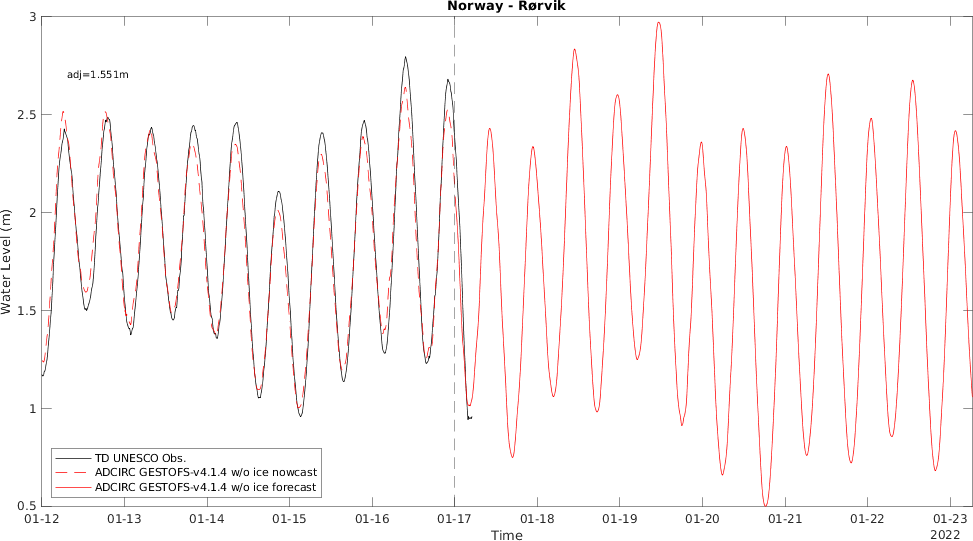 Norway - Rørvik
adj=1.551m
Water Level (m)
3
2.5
2
1.5
1
0.5
TD UNESCO Obs.
ADCIRC GESTOFS-v4.1.4 w/o ice nowcast
ADCIRC GESTOFS-v4.1.4 w/o ice forecast
01-12 01-13 01-14 01-15 01-16 01-17 01-18 01-19 01-20 01-21 01-22 01-23
Time
2022